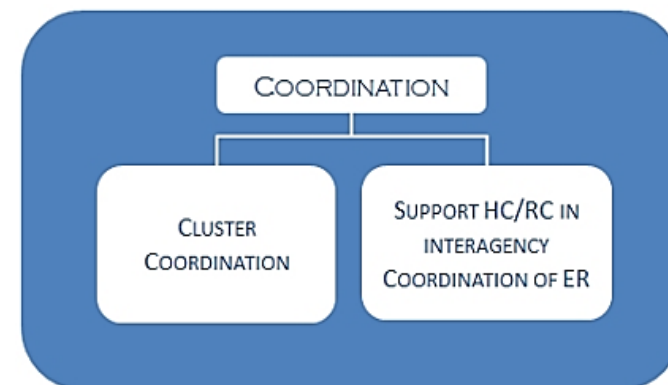 COORDINATION
CLUSTER
COORDINATION
SUPPORT HC/RC IN
INTERAGENCY
COORDINATION OF ER